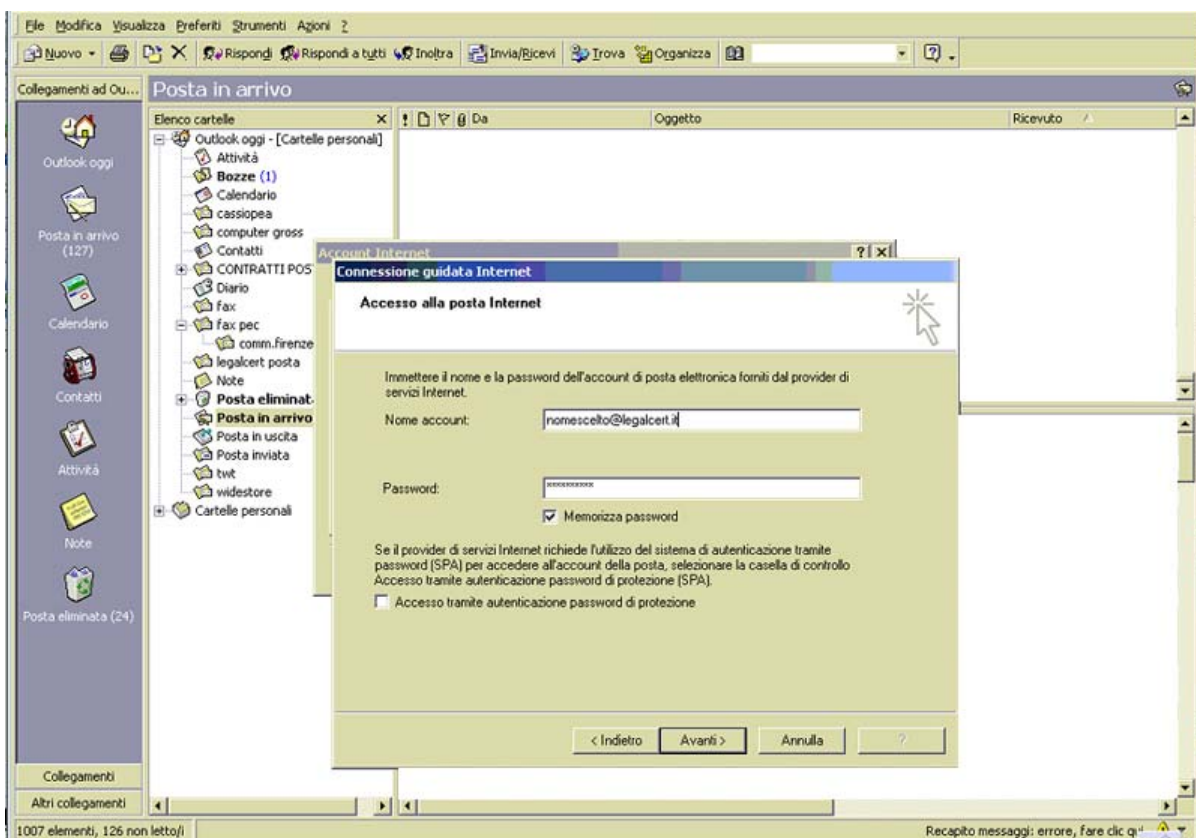 File Modifica Visualizza Preferiti Strumenti Azioni ?
Nuovo Rispondi Rispondi a tutti Inoltra Invia/Ricevi Trova Organizza
Collegamenti ad Ou... Posta in arrivo
Elenco cartelle Da Oggetto Ricevuto
Outlook oggi - [Cartelle personali]
Attività
Bozze (1)
Calendario
cassiopea
computer gross
Contatti
CONTRATTI POS
Diario
fax
fax pec
comm.firenze
legalcert posta
Note
Posta eliminat
Posta in arrivo
Posta in uscita
Posta inviata
twt
widestore
Cartelle personali
Outlook oggi
Posta in arrivo
(127)
Calendario
Contatti
Attività
Note
Posta eliminata (24)
Collegamenti
Altri collegamenti
Account Internet
Connessione guidata Internet
Accesso alla posta Internet
Immettere il nome e la password dell'account di posta elettronica forniti dal provider di
servizi Internet.
Nome account: nomescelto@legalcert.it
Password: xxxxxxxxxx
Memorizza password
Se il provider di servizi Internet richiede l'utilizzo del sistema di autenticazione tramite
password (SPA) per accedere all'account della posta, selezionare la casella di controllo
Accesso tramite autenticazione password di protezione (SPA).
Accesso tramite autenticazione password di protezione
< Indietro Avanti > Annulla ?
1007 elementi, 126 non letto/i Recapito messaggi: errore, fare clic qu